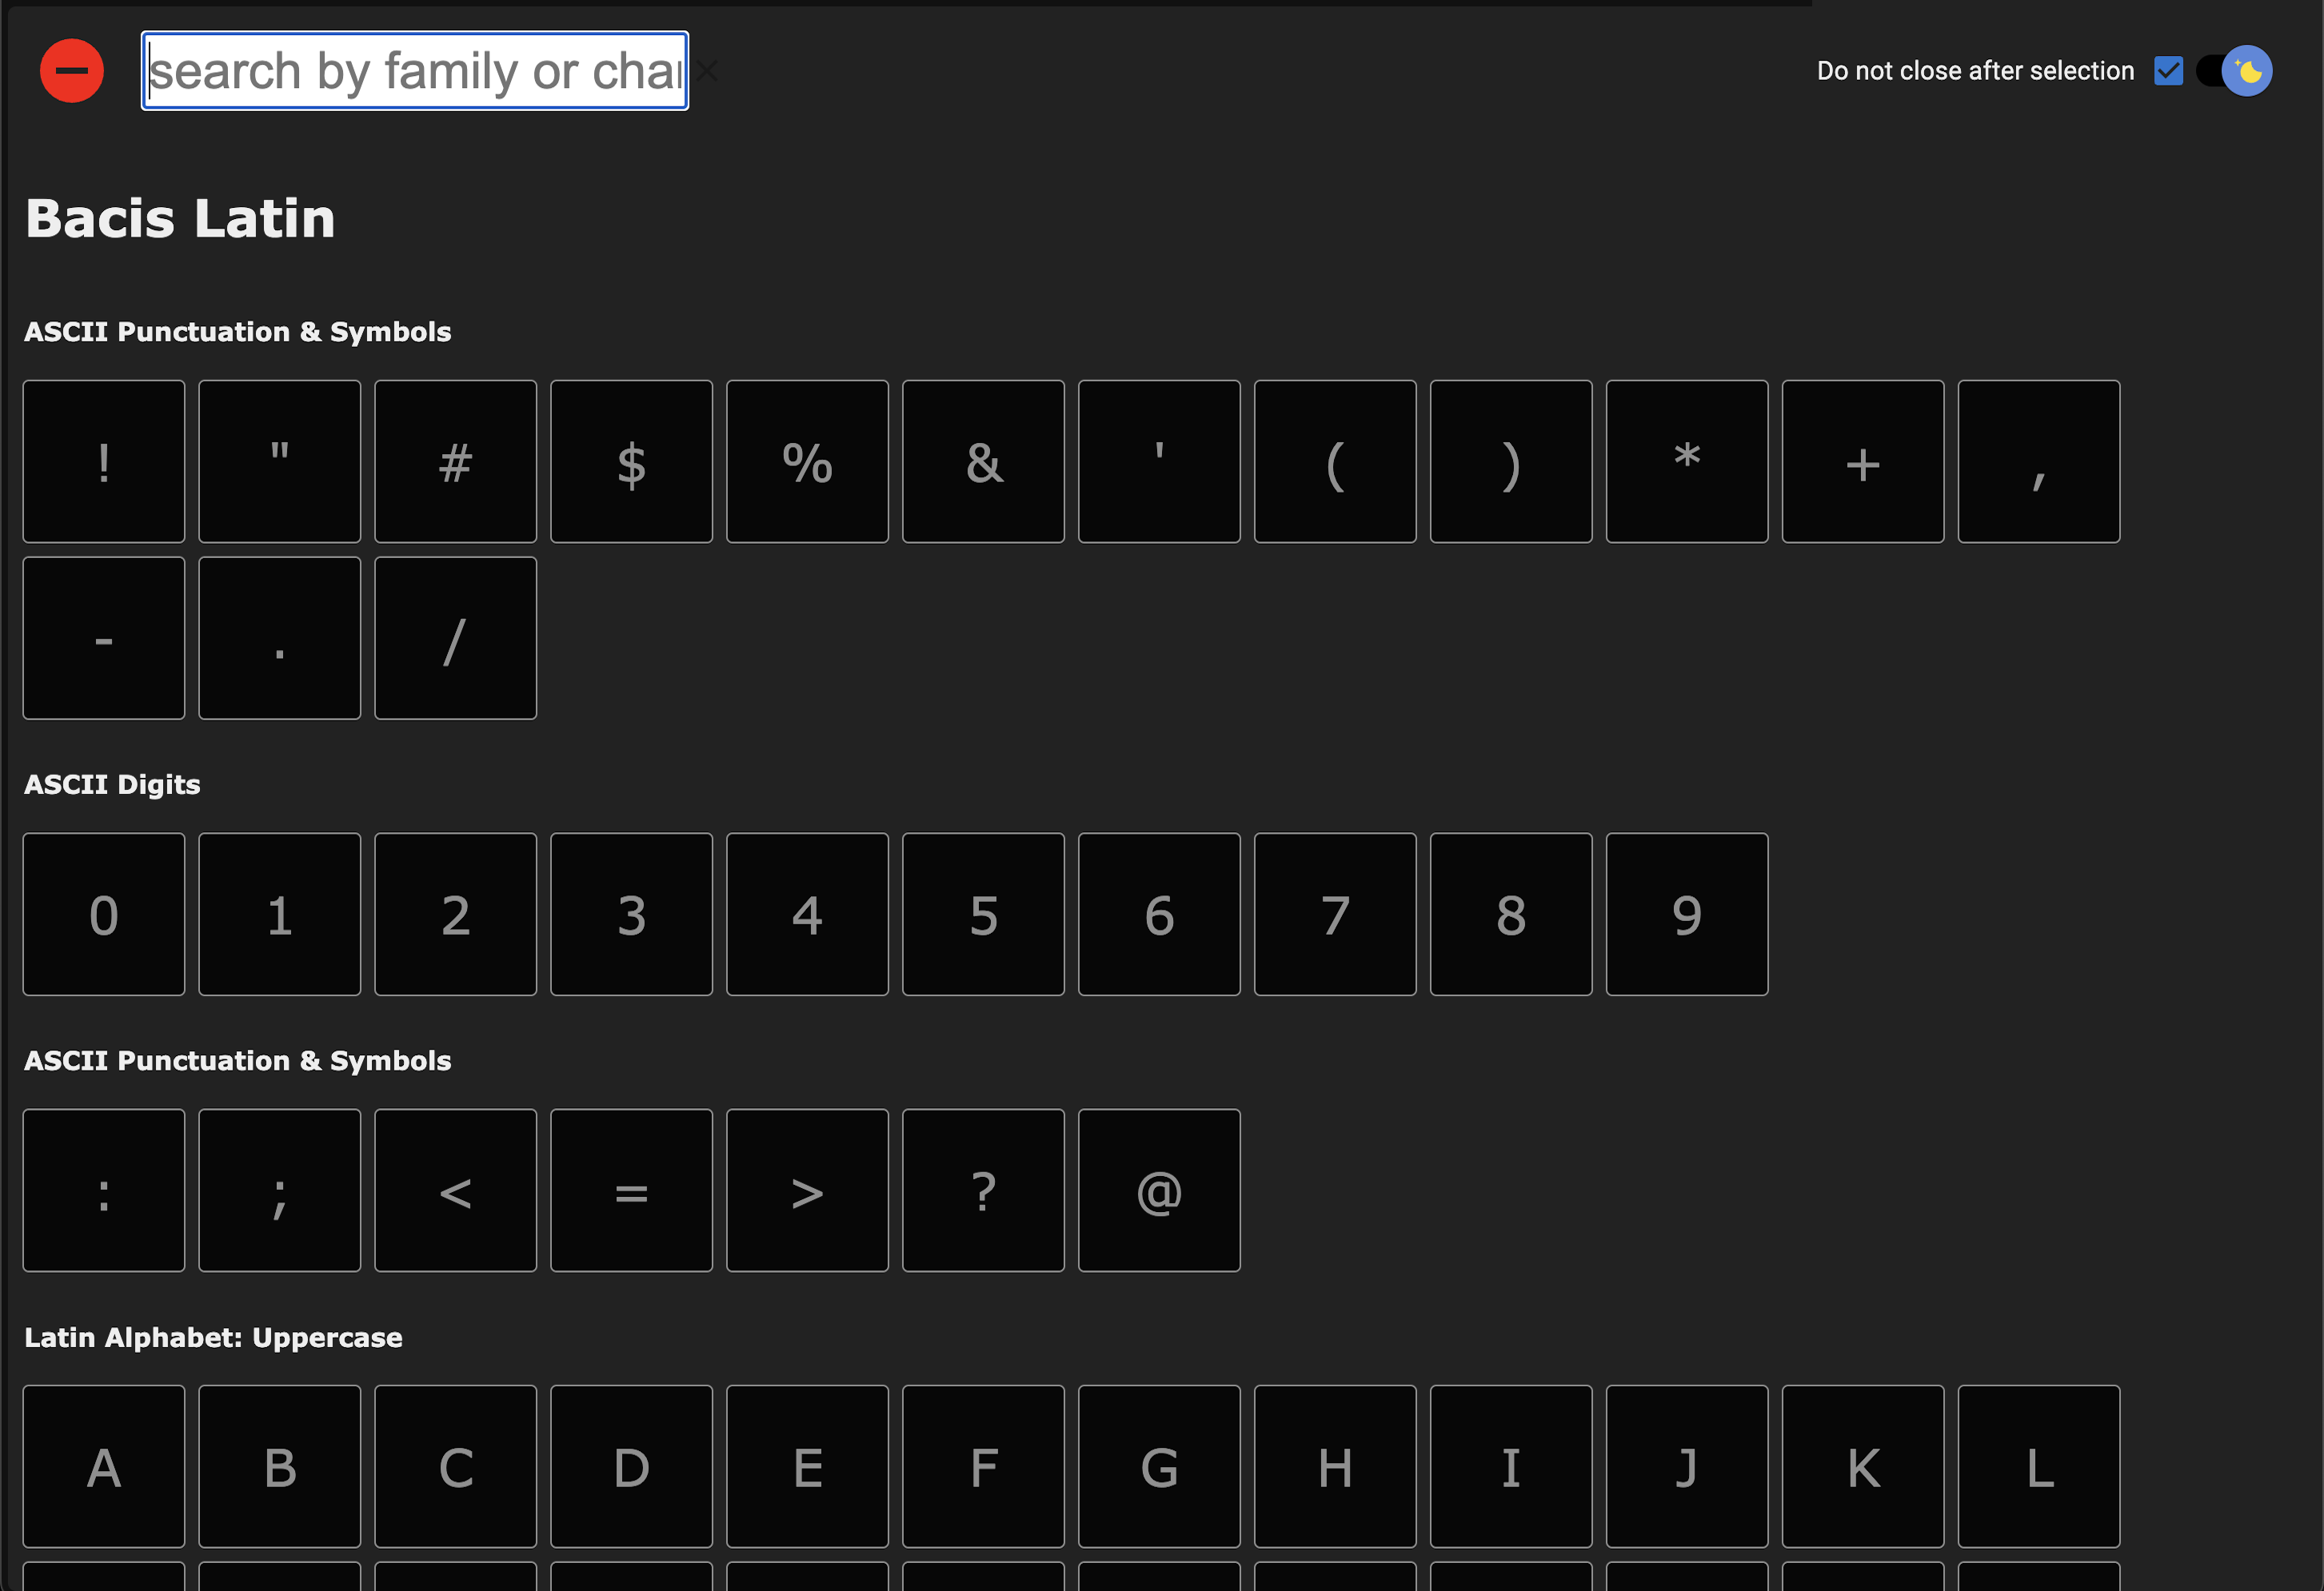 search by family or cha
Do not close after selection
Bacis Latin
ASCII Punctuation & Symbols
! " # $ % & ' ( ) * + ,
- . /
ASCII Digits
0 1 2 3 4 5 6 7 8 9
ASCII Punctuation & Symbols
: ; < = > ? @
Latin Alphabet: Uppercase
A B C D E F G H I J K L